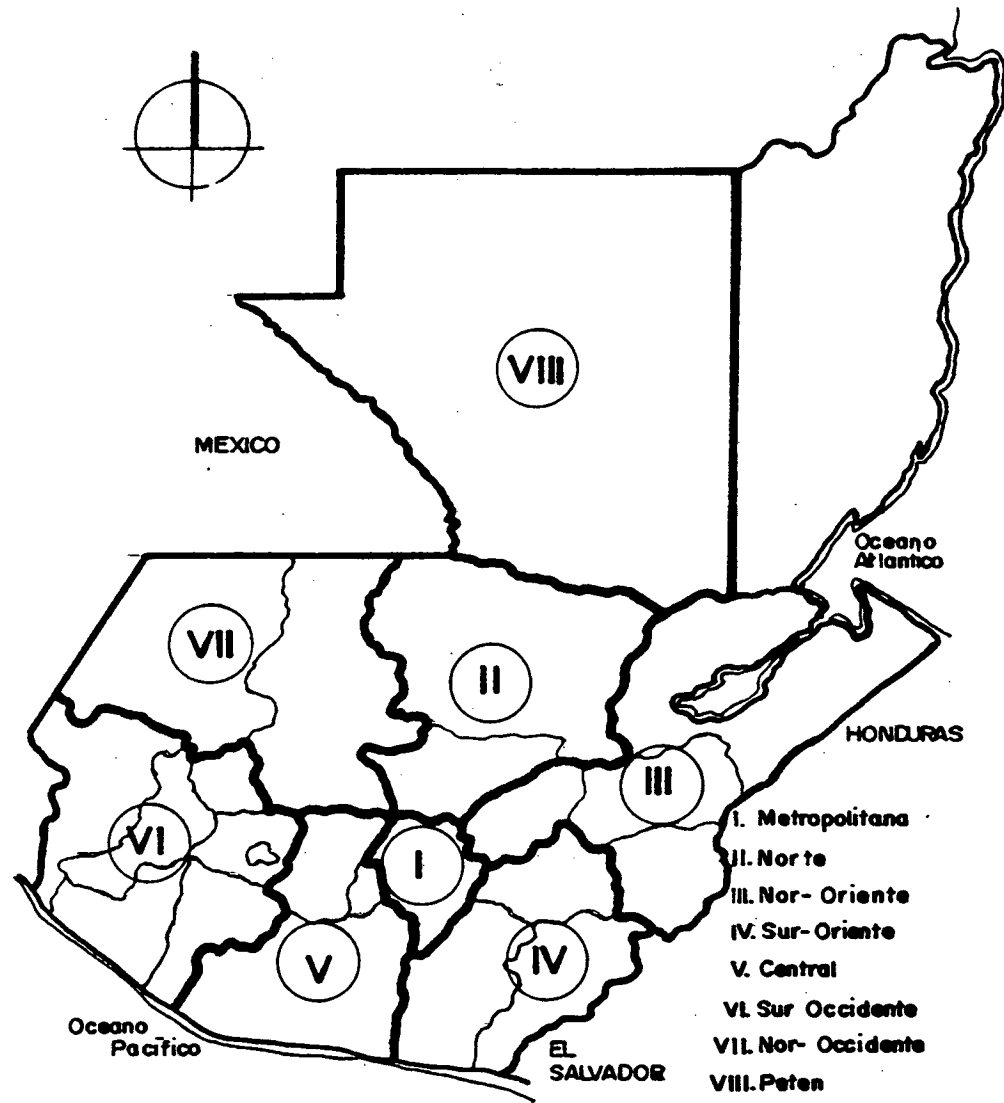 VIII
MEXICO
Oceano
Atlantico
VII
II
HONDURAS
III
VI
I
V
IV
I. Metropolitana
II. Norte
III. Nor- Oriente
IV. Sur-Oriente
V. Central
VI. Sur Occidente
VII. Nor- Occidente
VIII. Peten
Oceano
Pacífico
EL
SALVADOR